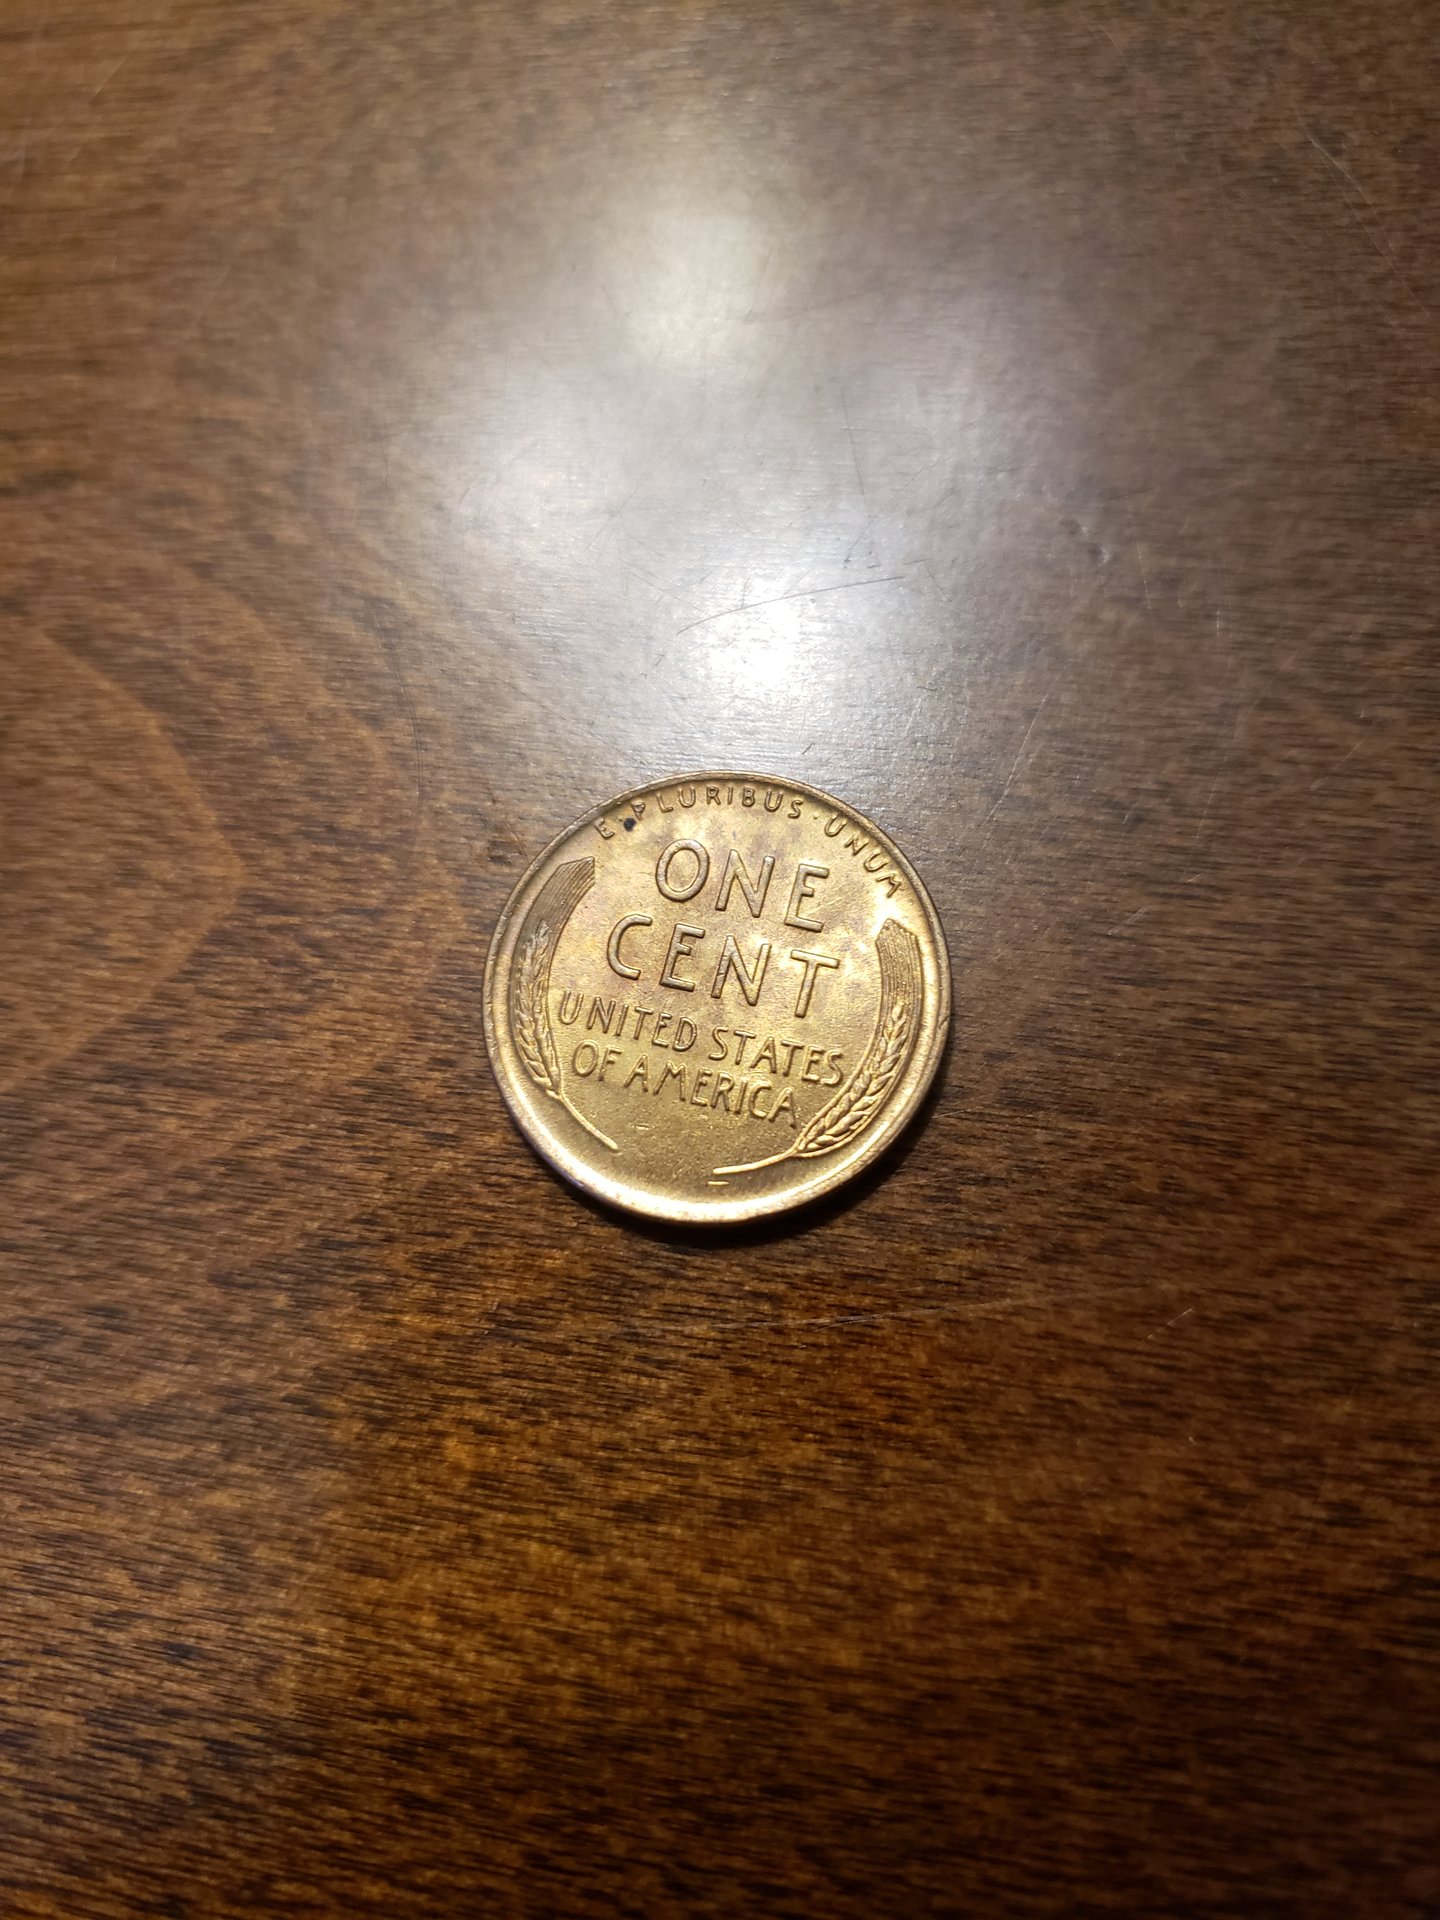 E·PLURIBUS·UNUM
ONE
CENT
UNITED STATES
OF AMERICA